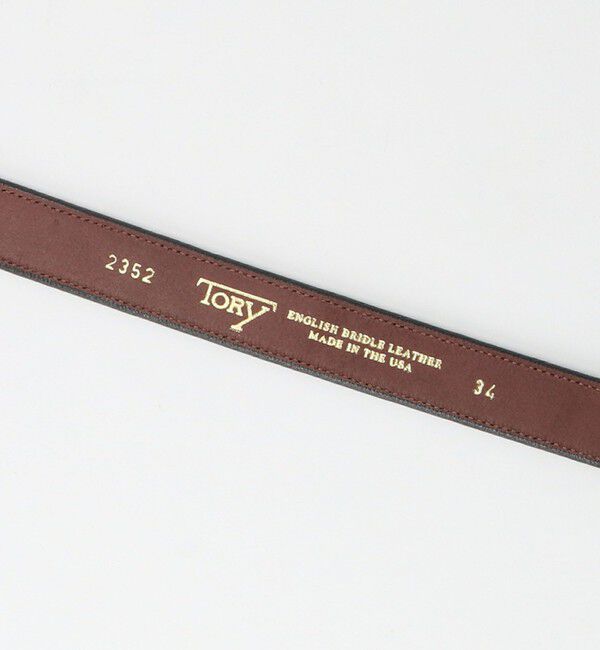 2352
TORY
ENGLISH BRIDLE LEATHER
MADE IN THE USA
34